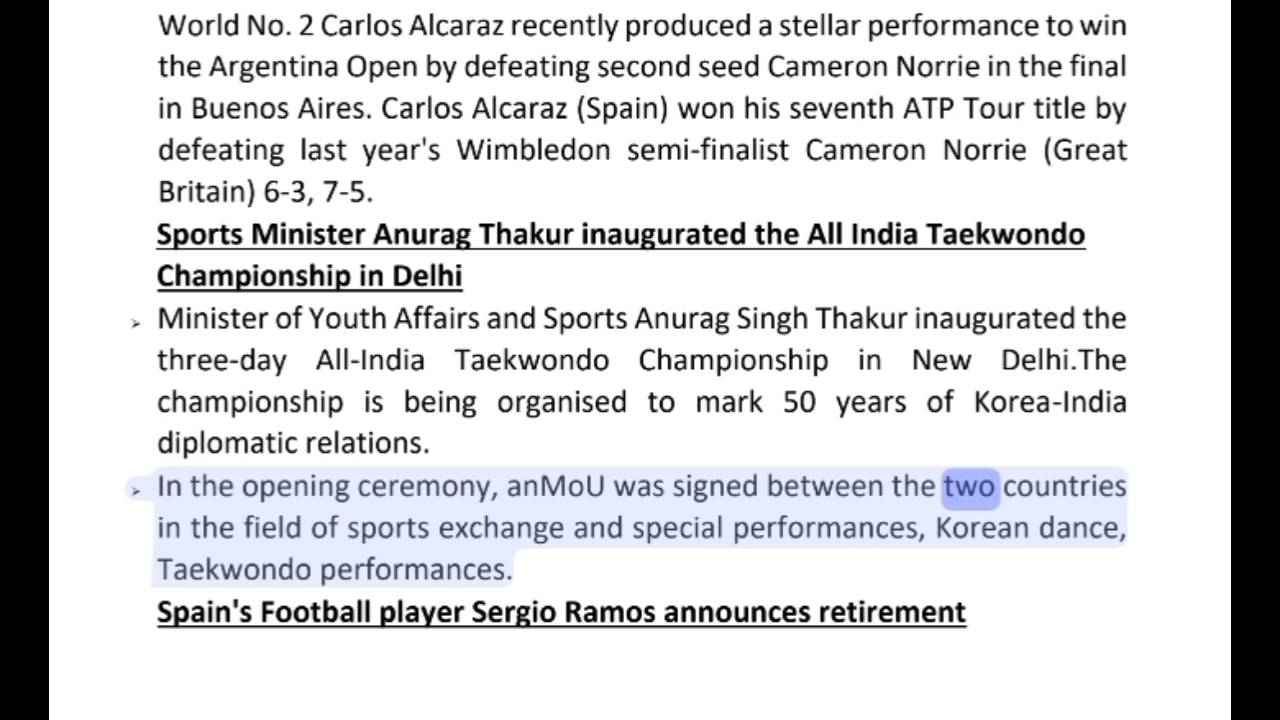 World No. 2 Carlos Alcaraz recently produced a stellar performance to win
the Argentina Open by defeating second seed Cameron Norrie in the final
in Buenos Aires. Carlos Alcaraz (Spain) won his seventh ATP Tour title by
defeating last year's Wimbledon semi-finalist Cameron Norrie (Great
Britain) 6-3, 7-5.
Sports Minister Anurag Thakur inaugurated the All India Taekwondo
Championship in Delhi
➢ Minister of Youth Affairs and Sports Anurag Singh Thakur inaugurated the
three-day All-India Taekwondo Championship in New Delhi.The
championship is being organised to mark 50 years of Korea-India
diplomatic relations.
➢ In the opening ceremony, anMoU was signed between the two countries
in the field of sports exchange and special performances, Korean dance,
Taekwondo performances.
Spain's Football player Sergio Ramos announces retirement